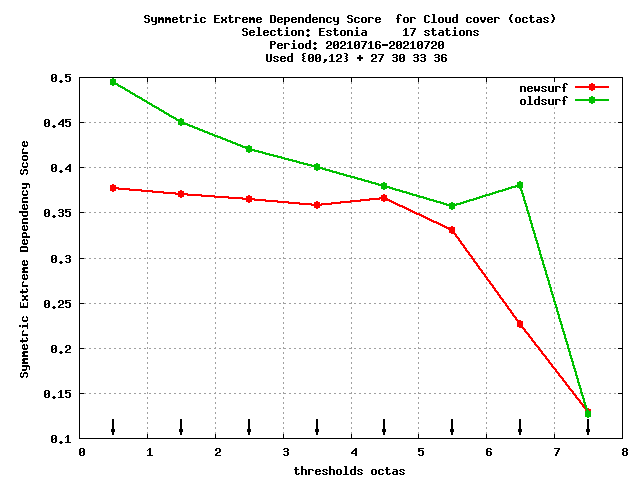 Symmetric Extreme Dependency Score  for Cloud cover (octas)
Selection: Estonia     17 stations
Period: 20210716-20210720
Used {00,12} + 27 30 33 36
newsurf
oldsurf
Symmetric Extreme Dependency Score
0.5
0.45
0.4
0.35
0.3
0.25
0.2
0.15
0.1
0 1 2 3 4 5 6 7 8
thresholds octas